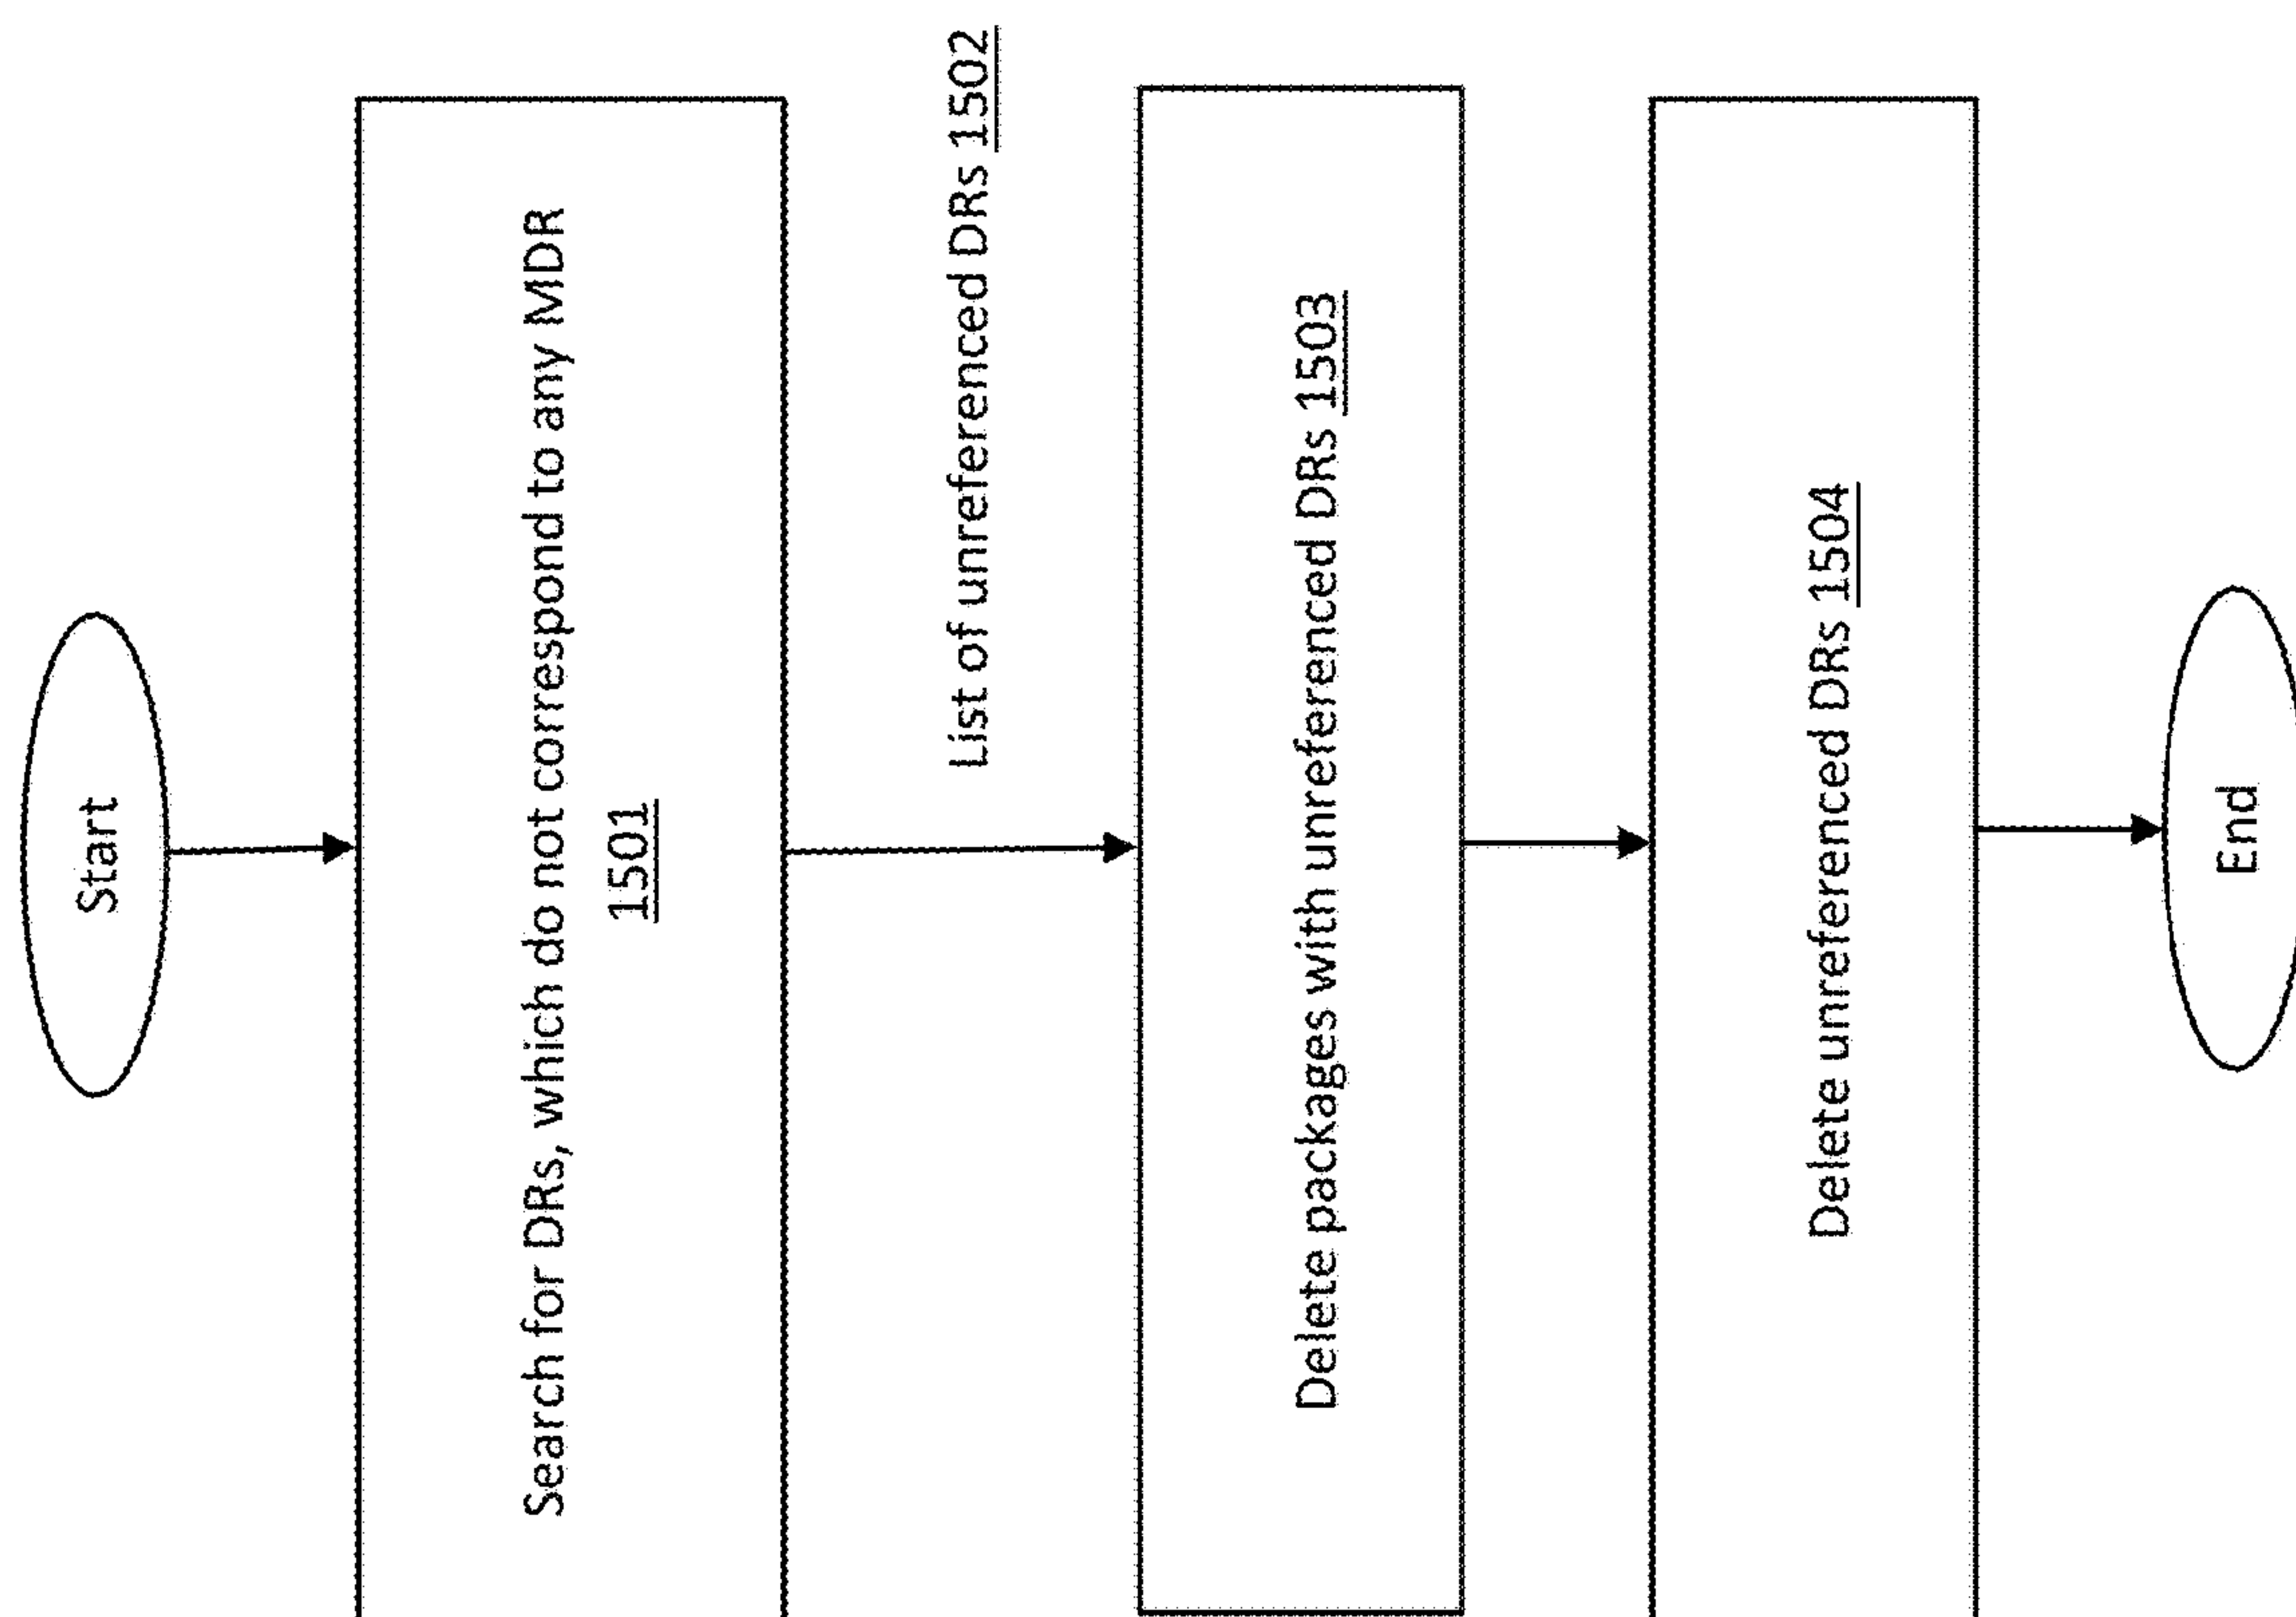 Start
Search for DRs, which do not correspond to any MDR
1501
List of unreferenced DRs 1502
Delete packages with unreferenced DRs 1503
Delete unreferenced DRs 1504
End